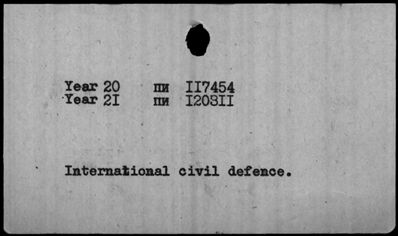 Year 20 пи II7454
Year 2I пи I208II
International civil defence.